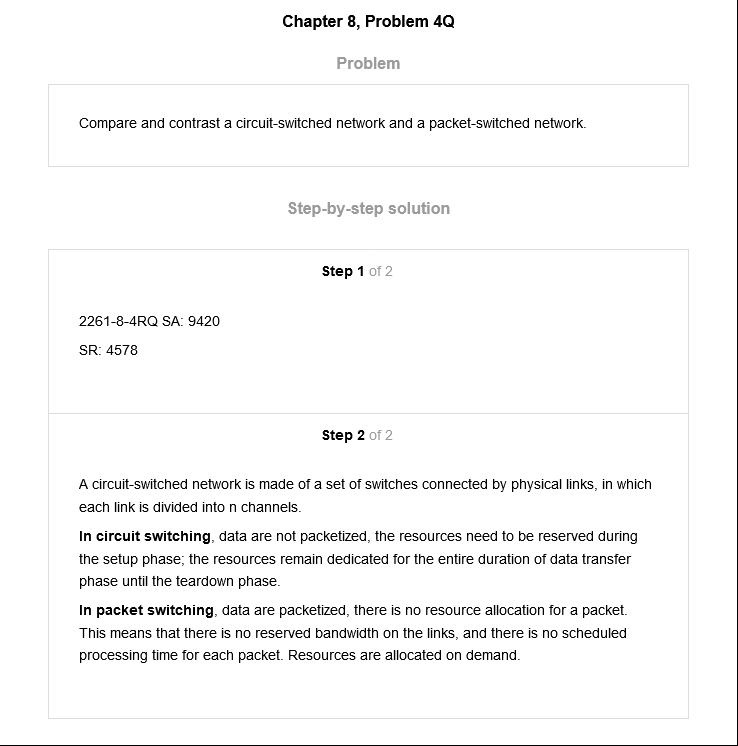 Chapter 8, Problem 4Q
Problem
Compare and contrast a circuit-switched network and a packet-switched network.
Step-by-step solution
Step 1 of 2
2261-8-4RQ SA: 9420
SR: 4578
Step 2 of 2
A circuit-switched network is made of a set of switches connected by physical links, in which
each link is divided into n channels.
In circuit switching, data are not packetized, the resources need to be reserved during
the setup phase; the resources remain dedicated for the entire duration of data transfer
phase until the teardown phase.
In packet switching, data are packetized, there is no resource allocation for a packet.
This means that there is no reserved bandwidth on the links, and there is no scheduled
processing time for each packet. Resources are allocated on demand.